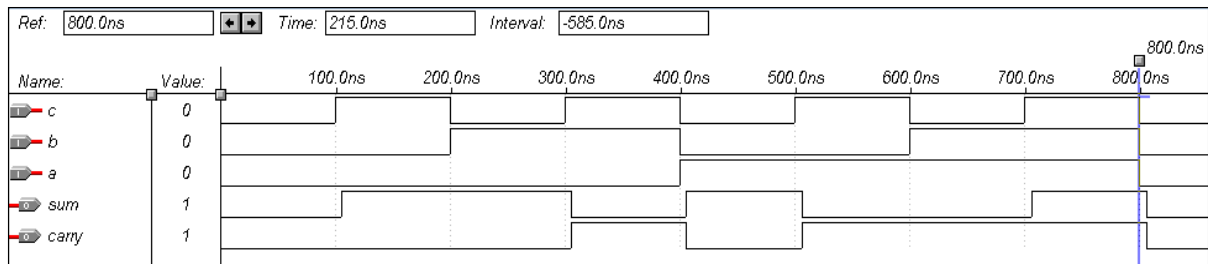 Ref: 800.0ns Time: 215.0ns Interval: -585.0ns
800.0ns
Name: Value: 100.0ns 200.0ns 300.0ns 400.0ns 500.0ns 600.0ns 700.0ns 800.0ns
c 0
b 0
a 0
sum 1
carry 1